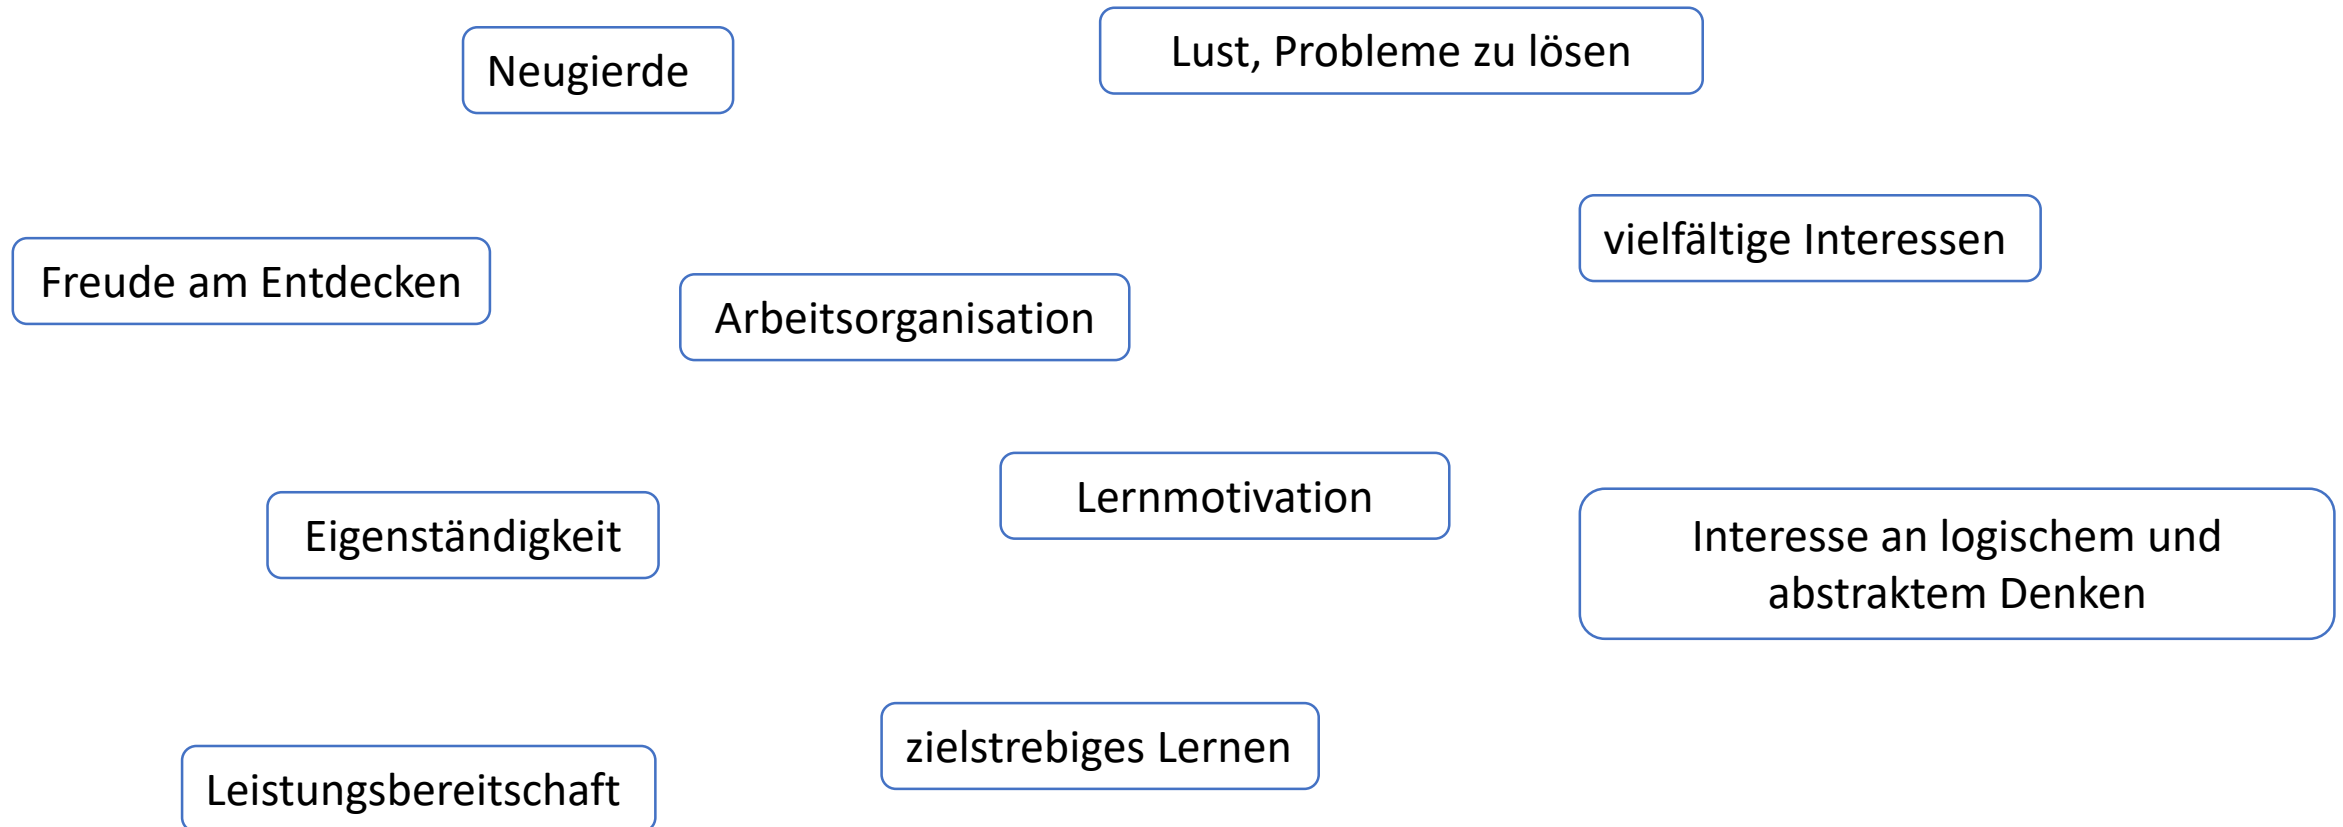 Neugierde
Lust, Probleme zu lösen
vielfältige Interessen
Freude am Entdecken
Arbeitsorganisation
Lernmotivation
Eigenständigkeit
Interesse an logischem und
abstraktem Denken
zielstrebiges Lernen
Leistungsbereitschaft